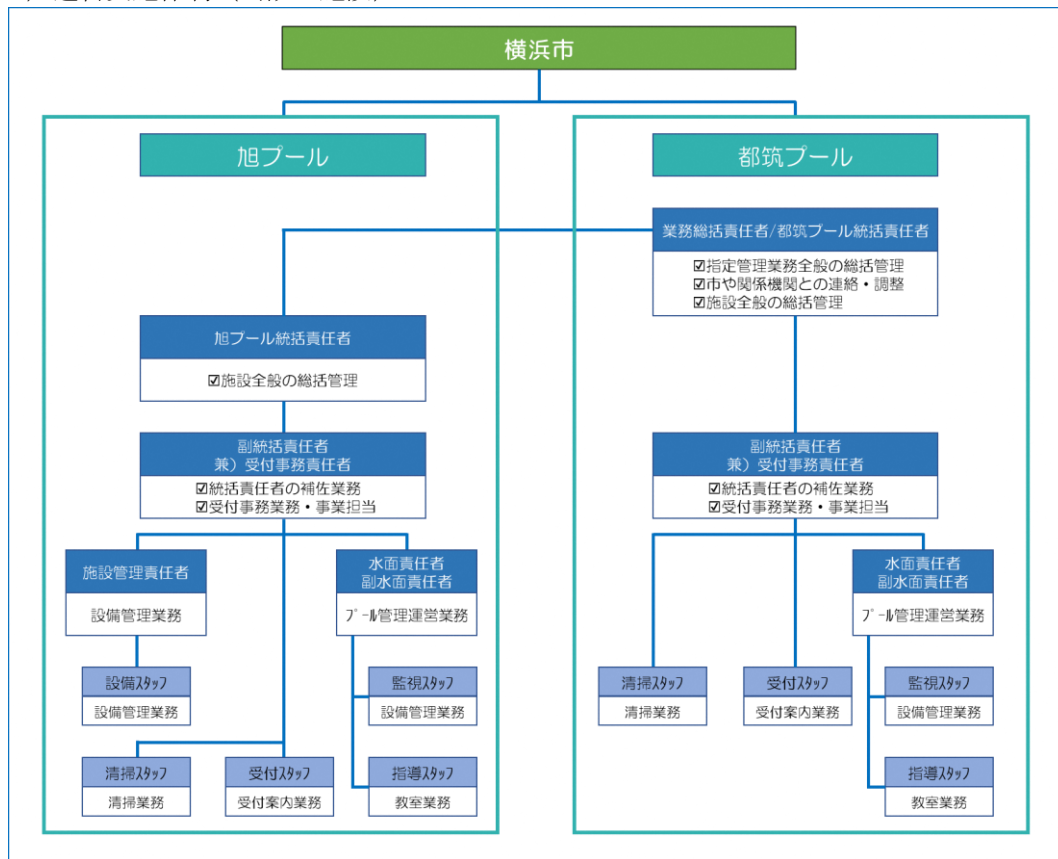 横浜市
旭プール
都筑プール
業務総括責任者/都筑プール統括責任者
☑指定管理業務全般の総括管理
☑市や関係機関との連絡・調整
☑施設全般の総括管理
旭プール統括責任者
☑施設全般の総括管理
副統括責任者
兼）受付事務責任者
☑統括責任者の補佐業務
☑受付事務業務・事業担当
副統括責任者
兼）受付事務責任者
☑統括責任者の補佐業務
☑受付事務業務・事業担当
施設管理責任者
設備管理業務
水面責任者
副水面責任者
ﾌﾟｰﾙ管理運営業務
水面責任者
副水面責任者
ﾌﾟｰﾙ管理運営業務
設備ｽﾀｯﾌ
設備管理業務
監視ｽﾀｯﾌ
設備管理業務
清掃ｽﾀｯﾌ
清掃業務
受付ｽﾀｯﾌ
受付案内業務
監視ｽﾀｯﾌ
設備管理業務
清掃ｽﾀｯﾌ
清掃業務
受付ｽﾀｯﾌ
受付案内業務
指導ｽﾀｯﾌ
教室業務
指導ｽﾀｯﾌ
教室業務